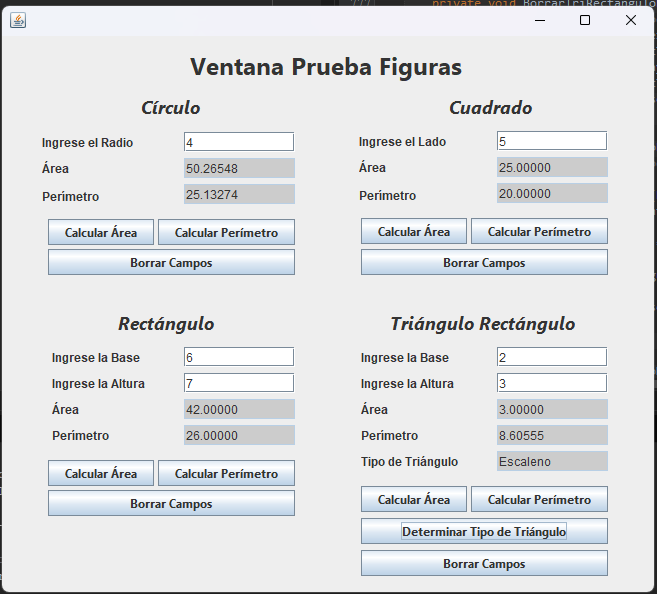 private void BorrarTriRectangulo
Ventana Prueba Figuras
Círculo
Ingrese el Radio 4
Área 50.26548
Perímetro 25.13274
Calcular Área Calcular Perímetro
Borrar Campos
Cuadrado
Ingrese el Lado 5
Área 25.00000
Perímetro 20.00000
Calcular Área Calcular Perímetro
Borrar Campos
Rectángulo
Ingrese la Base 6
Ingrese la Altura 7
Área 42.00000
Perímetro 26.00000
Calcular Área Calcular Perímetro
Borrar Campos
Triángulo Rectángulo
Ingrese la Base 2
Ingrese la Altura 3
Área 3.00000
Perímetro 8.60555
Tipo de Triángulo Escaleno
Calcular Área Calcular Perímetro
Determinar Tipo de Triángulo
Borrar Campos